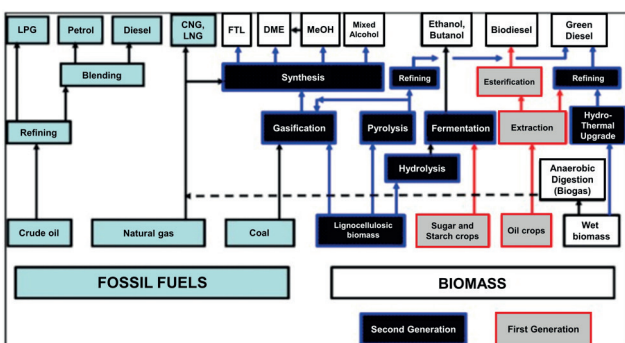 LPG
Petrol
Diesel
CNG,
LNG
FTL
DME
MeOH
Mixed
Alcohol
Ethanol,
Butanol
Biodiesel
Green
Diesel
Blending
Synthesis
Refining
Esterification
Refining
Refining
Gasification
Pyrolysis
Fermentation
Extraction
Hydro-
Thermal
Upgrade
Hydrolysis
Anaerobic
Digestion
(Biogas)
Crude oil
Natural gas
Coal
Lignocellulosic
biomass
Sugar and
Starch crops
Oil crops
Wet
biomass
FOSSIL FUELS
BIOMASS
Second Generation
First Generation